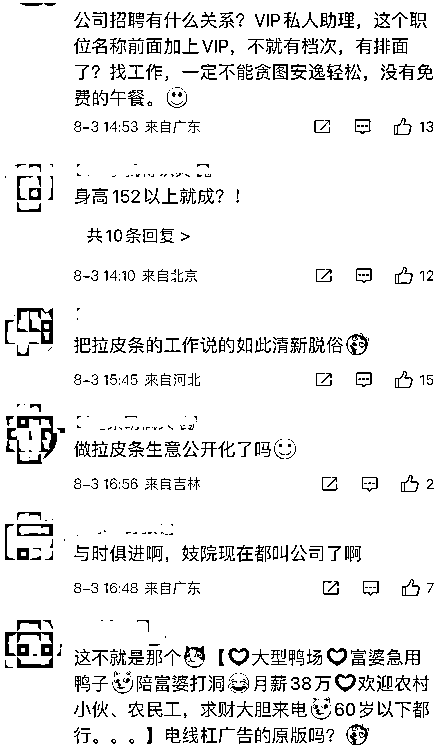 公司招聘有什么关系？VIP私人助理，这个职
位名称前面加上VIP，不就有档次，有排面
了？找工作，一定不能贪图安逸轻松，没有免
费的午餐。
8-3 14:53 来自广东 13
身高152以上就成？！
共10条回复 >
8-3 14:10 来自北京 12
把拉皮条的工作说的如此清新脱俗
8-3 15:45 来自河北 15
做拉皮条生意公开化了吗
8-3 16:56 来自吉林 2
与时俱进啊，妓院现在都叫公司了啊
8-3 16:48 来自广东 7
这不就是那个【大型鸭场富婆急用
鸭子陪富婆打洞月薪38万欢迎农村
小伙、农民工，求财大胆来电60岁以下都
行。。。】电线杠广告的原版吗？